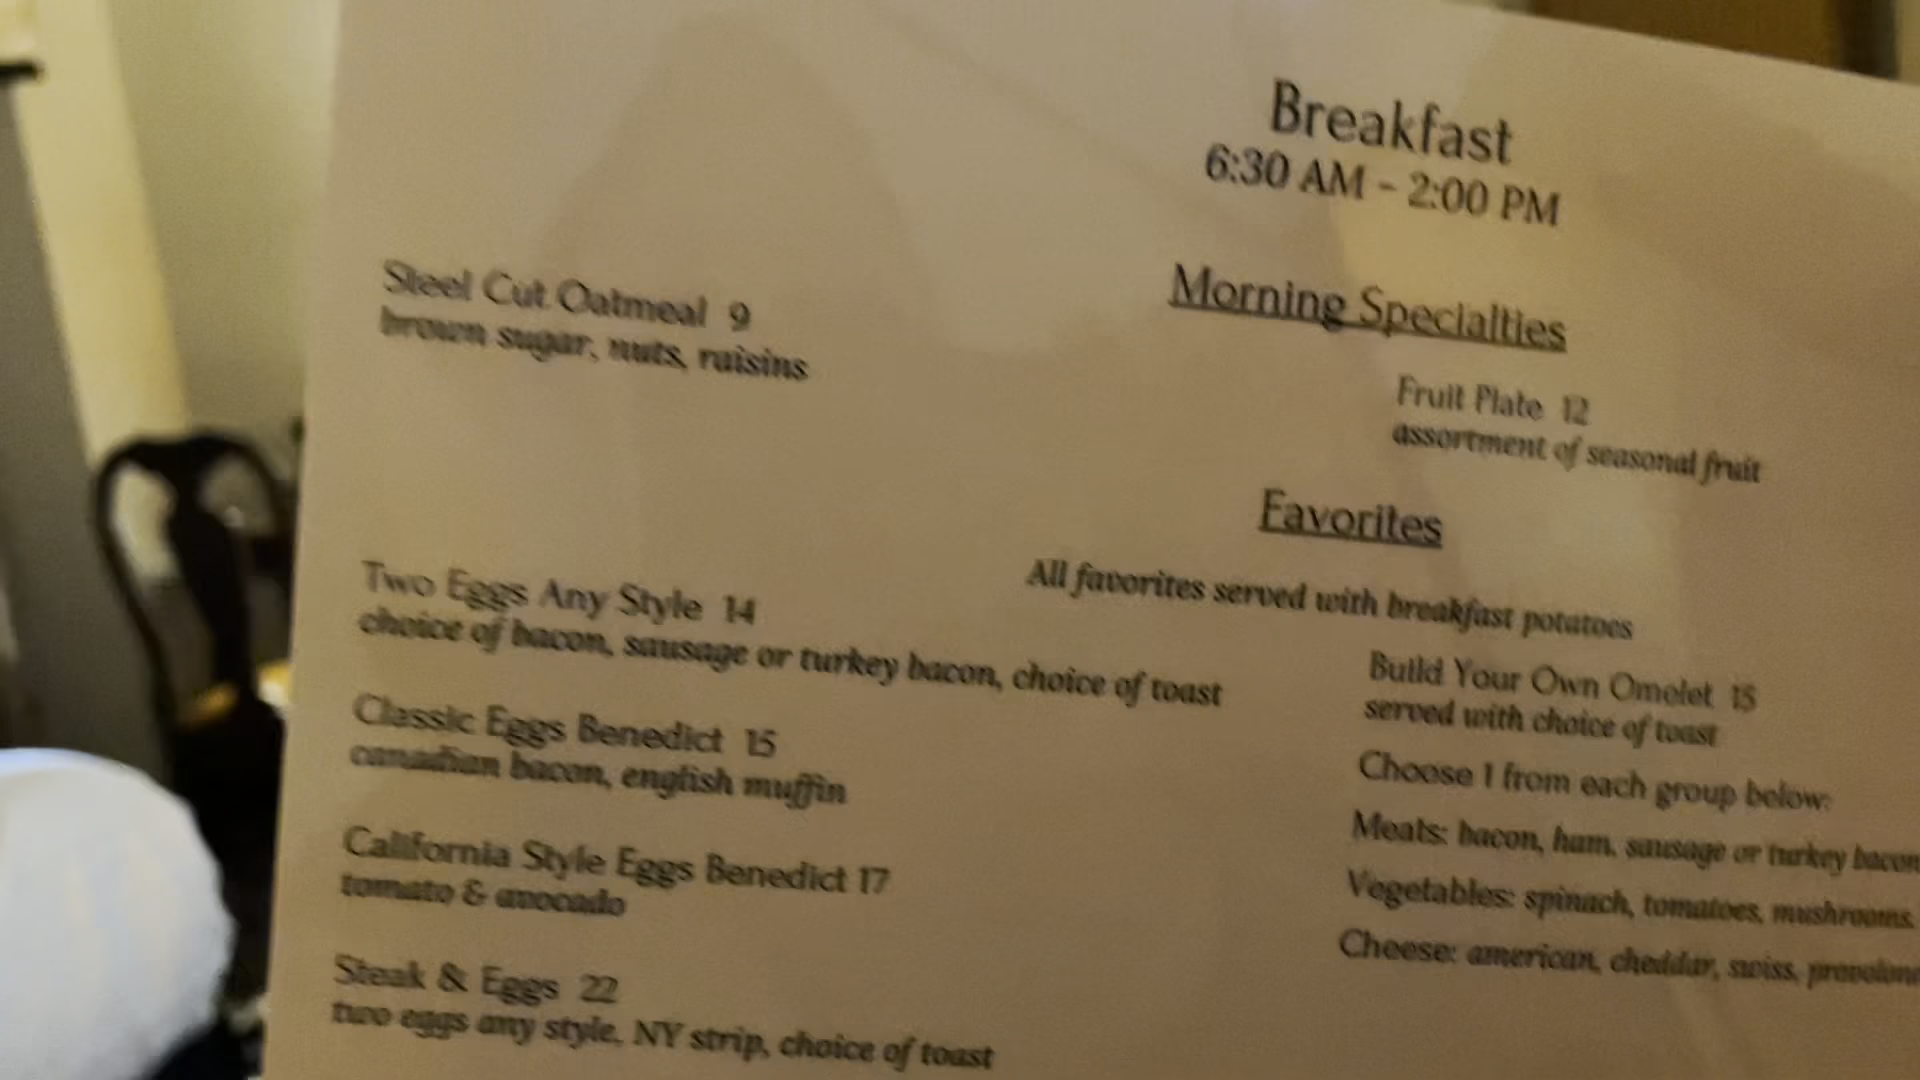 Breakfast
6:30 AM - 2:00 PM
Morning Specialties
Steel Cut Oatmeal 9
brown sugar, nuts, raisins
Fruit Plate 12
assortment of seasonal fruit
Favorites
All favorites served with breakfast potatoes
Two Eggs Any Style 14
choice of bacon, sausage or turkey bacon, choice of toast
Classic Eggs Benedict 15
canadian bacon, english muffin
California Style Eggs Benedict 17
tomato & avocado
Steak & Eggs 22
two eggs any style, NY strip, choice of toast
Build Your Own Omelet 15
served with choice of toast
Choose 1 from each group below:
Meats: bacon, ham, sausage or turkey bacon
Vegetables: spinach, tomatoes, mushrooms,
Cheese: american, cheddar, swiss,